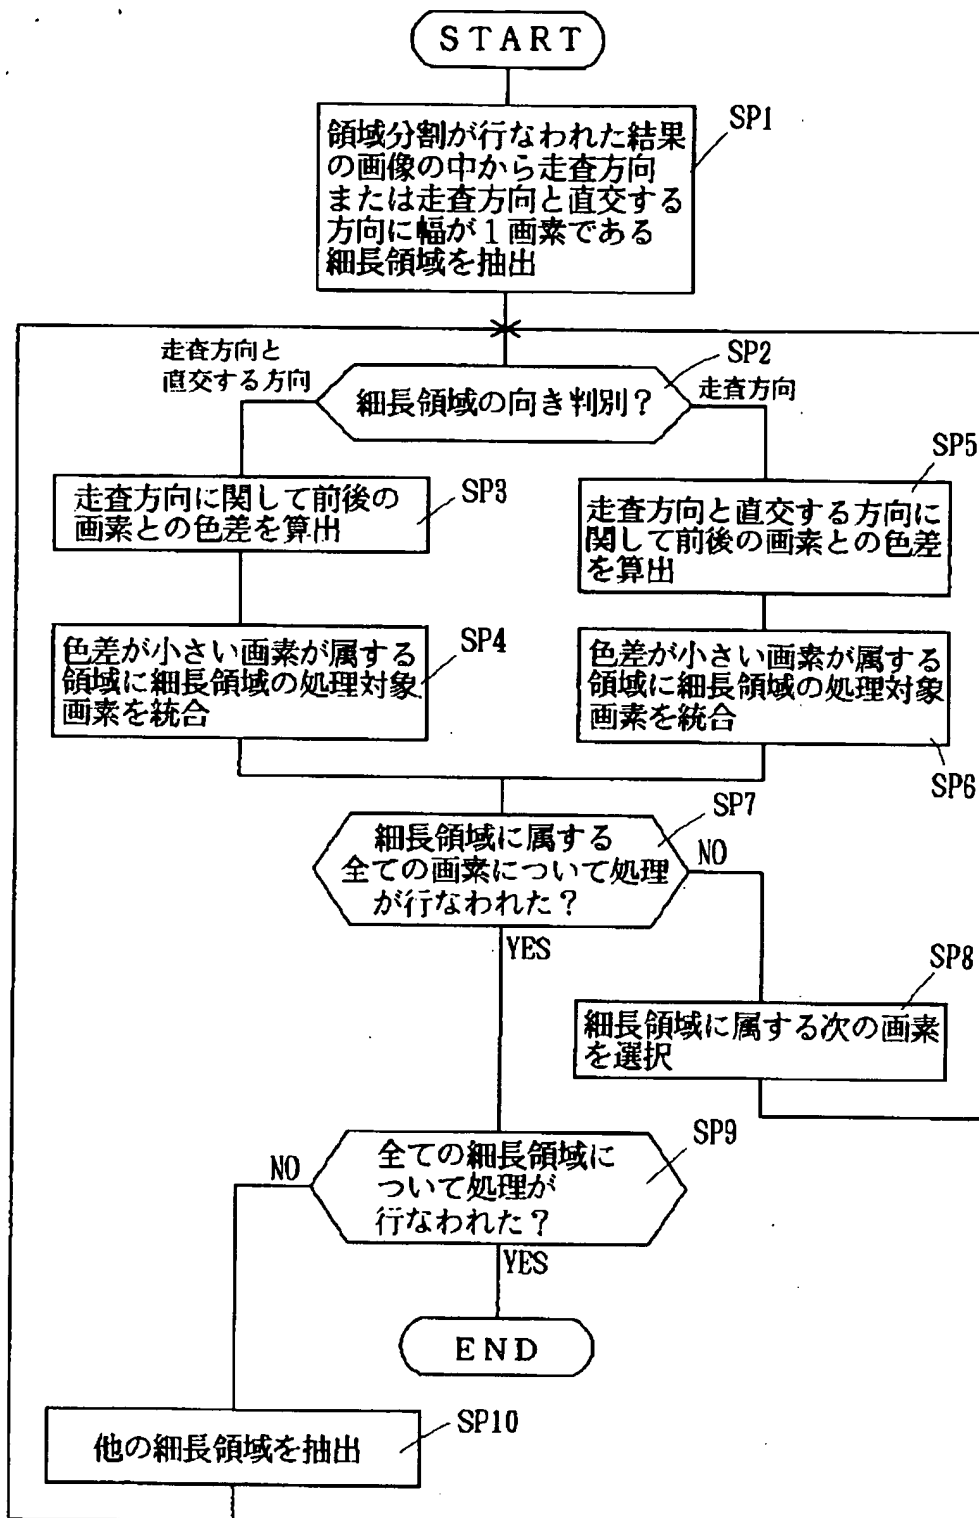 START
SP1
領域分割が行なわれた結果
の画像の中から走査方向
または走査方向と直交する
方向に幅が１画素である
細長領域を抽出
走査方向と
直交する方向
SP2
細長領域の向き判別？
走査方向
走査方向に関して前後の
画素との色差を算出
SP3
SP5
走査方向と直交する方向に
関して前後の画素との色差
を算出
色差が小さい画素が属する
領域に細長領域の処理対象
画素を統合
SP4
色差が小さい画素が属する
領域に細長領域の処理対象
画素を統合
SP6
SP7
細長領域に属する
全ての画素について処理
が行なわれた？
NO
YES
SP8
細長領域に属する次の画素
を選択
SP9
全ての細長領域に
ついて処理が
行なわれた？
NO
YES
END
SP10
他の細長領域を抽出